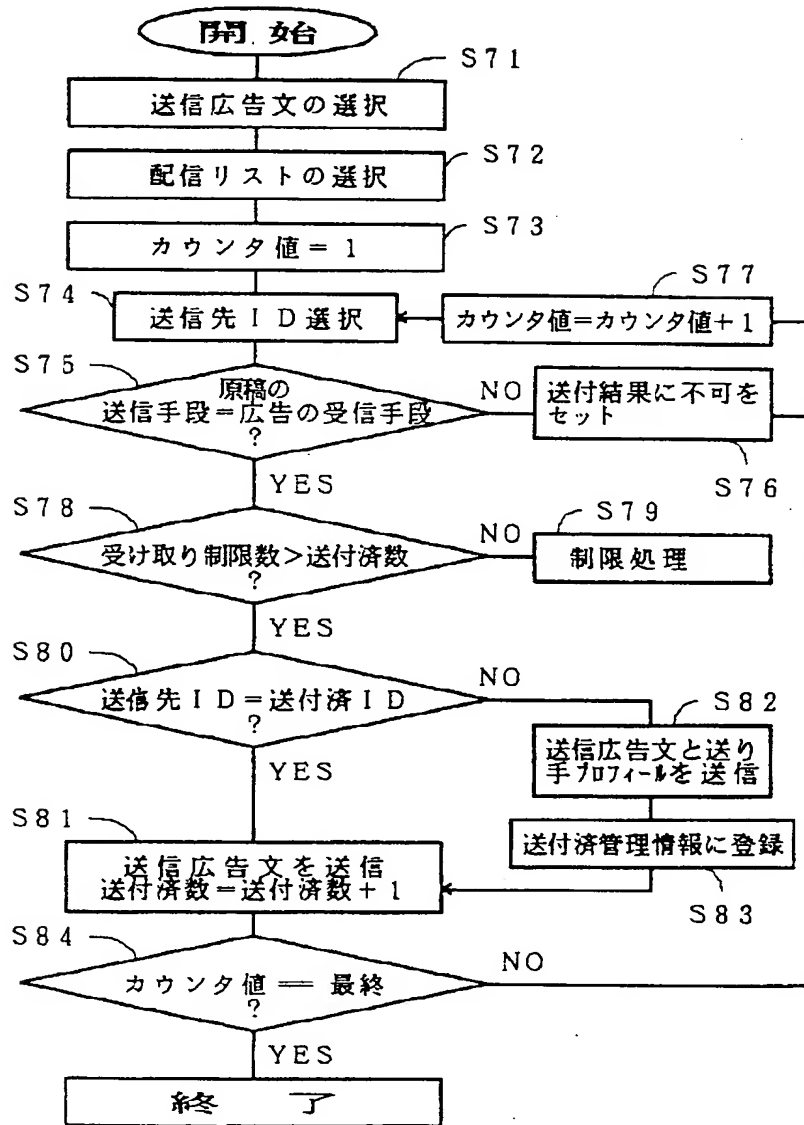 開始
S71
送信広告文の選択
S72
配信リストの選択
S73
カウンタ値＝1
S77
S74
送信先ID選択
カウンタ値＝カウンタ値＋1
S75
原稿の
送信手段＝広告の受信手段
?
NO
送付結果に不可を
セット
S76
YES
S78
S79
受け取り制限数＞送付済数
?
NO
制限処理
YES
S80
送信先ID＝送付済ID
?
NO
S82
送信広告文と送り
手プロフィールを送信
YES
S81
送信広告文を送信
送付済数＝送付済数＋1
送付済管理情報に登録
S83
S84
カウンタ値＝＝最終
?
NO
YES
終了